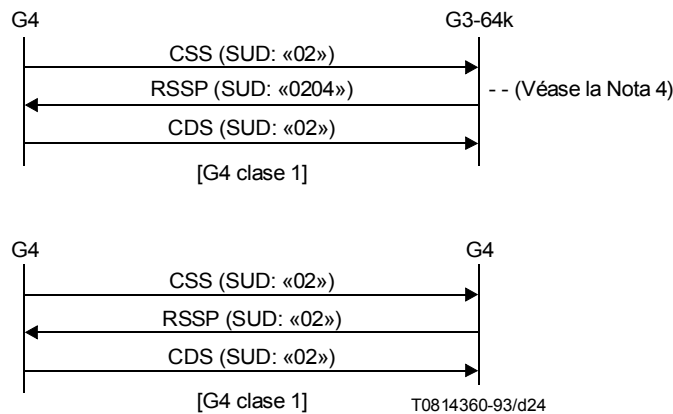 G4 G3-64k
CSS (SUD: «02»)
RSSP (SUD: «0204») - - (Véase la Nota 4)
CDS (SUD: «02»)
[G4 clase 1]
G4 G4
CSS (SUD: «02»)
RSSP (SUD: «02»)
CDS (SUD: «02»)
[G4 clase 1] T0814360-93/d24